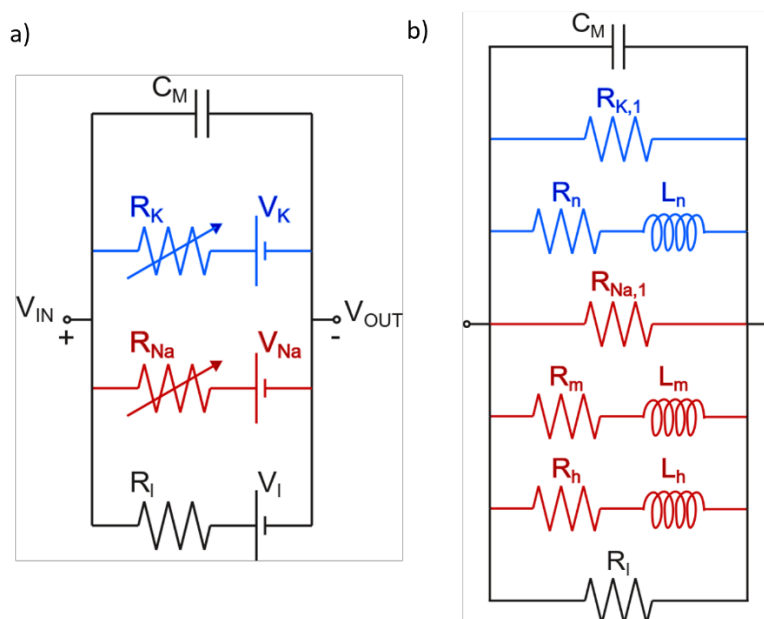 a)
C_M
R_K V_K
V_IN V_OUT
+ -
R_Na V_Na
R_l V_l
b)
C_M
R_K,1
R_n L_n
R_Na,1
R_m L_m
R_h L_h
R_l